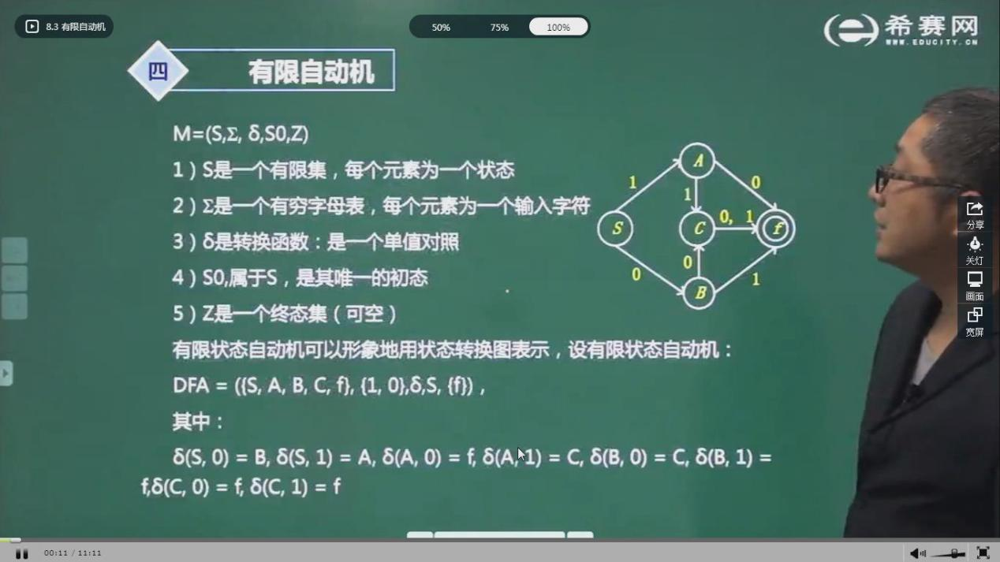 8.3 有限自动机
50% 75% 100%
希赛网
WWW.EDUCITY.CN
四 有限自动机
M=(S,Σ, δ,S0,Z)
1）S是一个有限集，每个元素为一个状态
2）Σ是一个有穷字母表，每个元素为一个输入字符
3）δ是转换函数：是一个单值对照
4）S0,属于S，是其唯一的初态
5）Z是一个终态集（可空）
有限状态自动机可以形象地用状态转换图表示，设有限状态自动机：
DFA = ({S, A, B, C, f}, {1, 0},δ,S, {f})，
其中：
δ(S, 0) = B, δ(S, 1) = A, δ(A, 0) = f, δ(A, 1) = C, δ(B, 0) = C, δ(B, 1) =
f,δ(C, 0) = f, δ(C, 1) = f
A
1
0
1
S
C
0, 1
f
0
0
B
1
分享
关灯
画面
宽屏
00:11 / 11:11